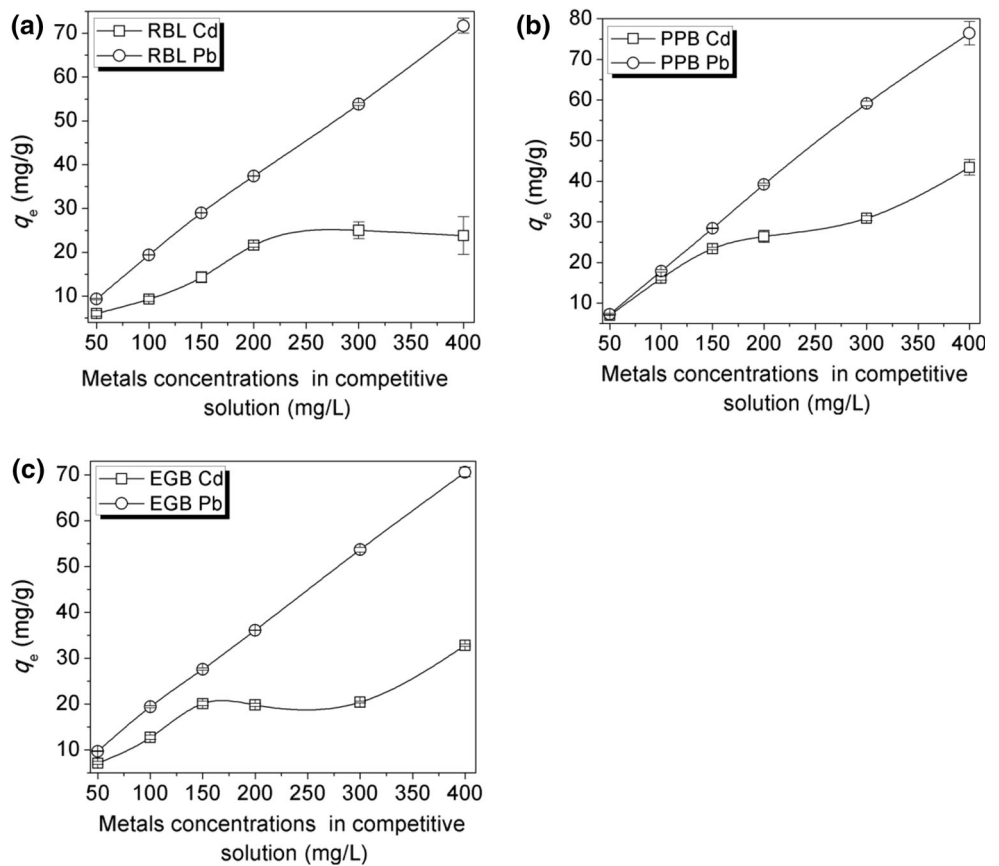 (a)
RBL Cd
RBL Pb
70
60
50
40
30
20
10
qe (mg/g)
50 100 150 200 250 300 350 400
Metals concentrations in competitive
solution (mg/L)
(b)
PPB Cd
PPB Pb
80
70
60
50
40
30
20
10
qe (mg/g)
50 100 150 200 250 300 350 400
Metals concentrations in competitive
solution (mg/L)
(c)
EGB Cd
EGB Pb
70
60
50
40
30
20
10
qe (mg/g)
50 100 150 200 250 300 350 400
Metals concentrations in competitive
solution (mg/L)